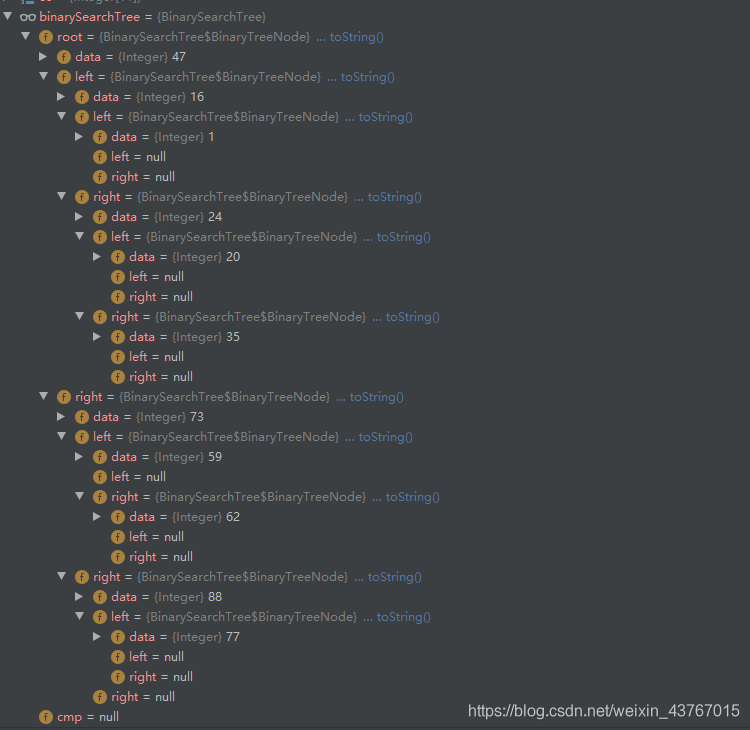 binarySearchTree = {BinarySearchTree}
root = {BinarySearchTree$BinaryTreeNode} ... toString()
data = {Integer} 47
left = {BinarySearchTree$BinaryTreeNode} ... toString()
data = {Integer} 16
left = {BinarySearchTree$BinaryTreeNode} ... toString()
data = {Integer} 1
left = null
right = null
right = {BinarySearchTree$BinaryTreeNode} ... toString()
data = {Integer} 24
left = {BinarySearchTree$BinaryTreeNode} ... toString()
data = {Integer} 20
left = null
right = null
right = {BinarySearchTree$BinaryTreeNode} ... toString()
data = {Integer} 35
left = null
right = null
right = {BinarySearchTree$BinaryTreeNode} ... toString()
data = {Integer} 73
left = {BinarySearchTree$BinaryTreeNode} ... toString()
data = {Integer} 59
left = null
right = {BinarySearchTree$BinaryTreeNode} ... toString()
data = {Integer} 62
left = null
right = null
right = {BinarySearchTree$BinaryTreeNode} ... toString()
data = {Integer} 88
left = {BinarySearchTree$BinaryTreeNode} ... toString()
data = {Integer} 77
left = null
right = null
right = null
cmp = null
https://blog.csdn.net/weixin_43767015